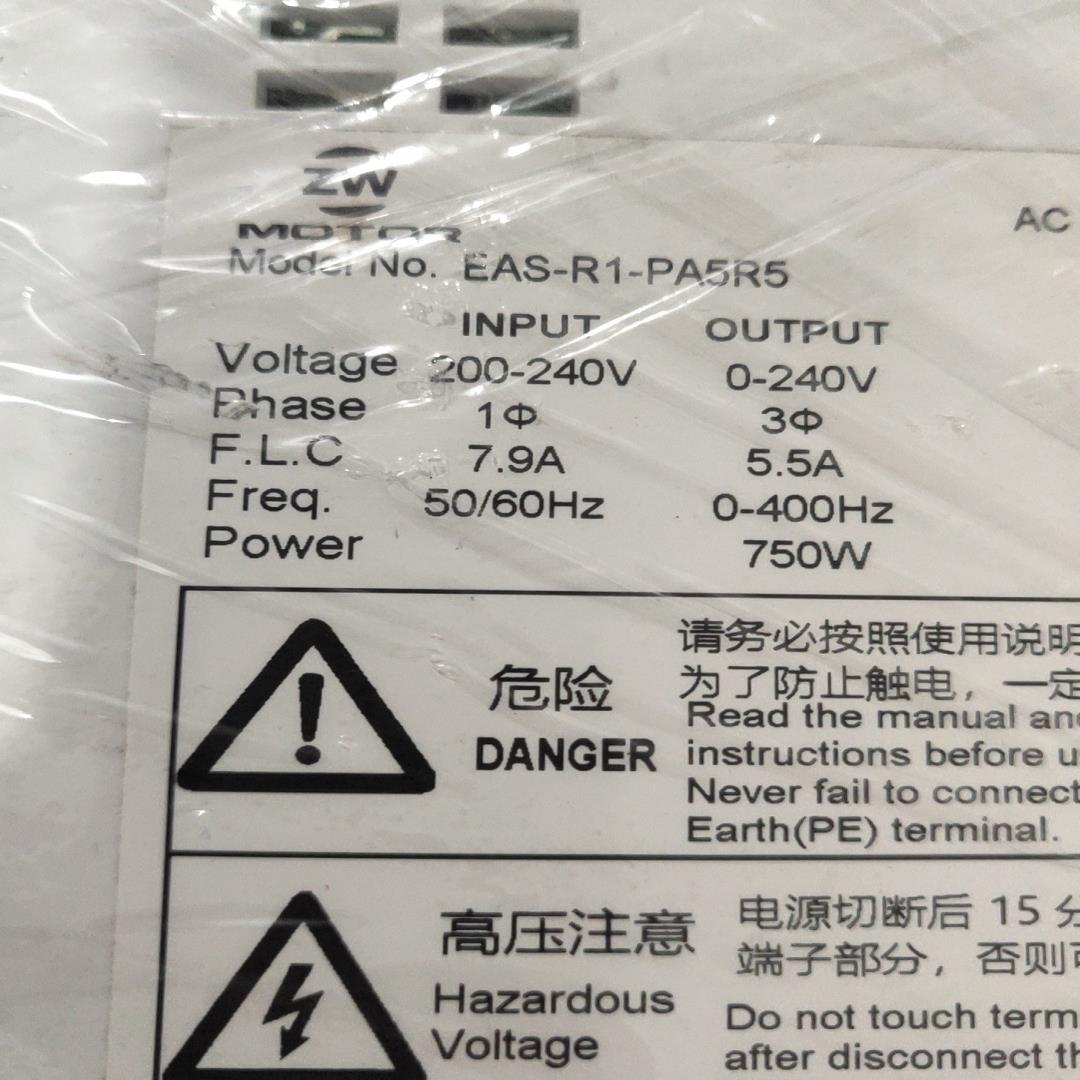 ZW
MOTOR
AC
Model No. EAS-R1-PA5R5
INPUT OUTPUT
Voltage 200-240V 0-240V
Phase 1Φ 3Φ
F.L.C 7.9A 5.5A
Freq. 50/60Hz 0-400Hz
Power 750W
危险
DANGER
请务必按照使用说明
为了防止触电，一定
Read the manual and
instructions before u
Never fail to connect
Earth(PE) terminal.
高压注意
Hazardous
Voltage
电源切断后 15 分
端子部分，否则可
Do not touch term
after disconnect th